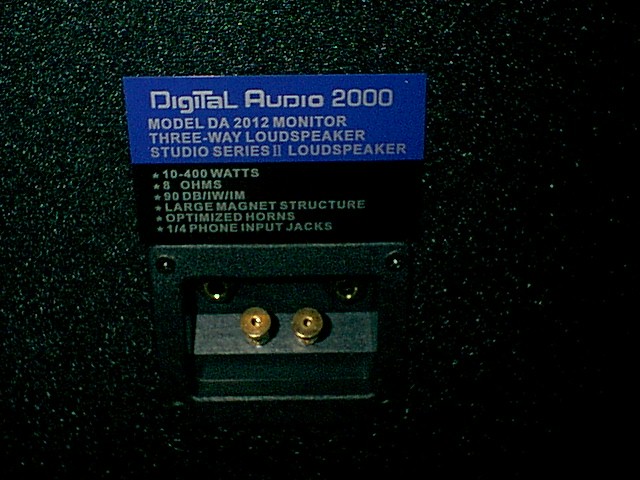 DigiTaL Audio 2000
MODEL DA 2012 MONITOR
THREE-WAY LOUDSPEAKER
STUDIO SERIES II LOUDSPEAKER
* 10-400 WATTS
* 8 OHMS
* 90 DB/IW/IM
* LARGE MAGNET STRUCTURE
* OPTIMIZED HORNS
* 1/4 PHONE INPUT JACKS